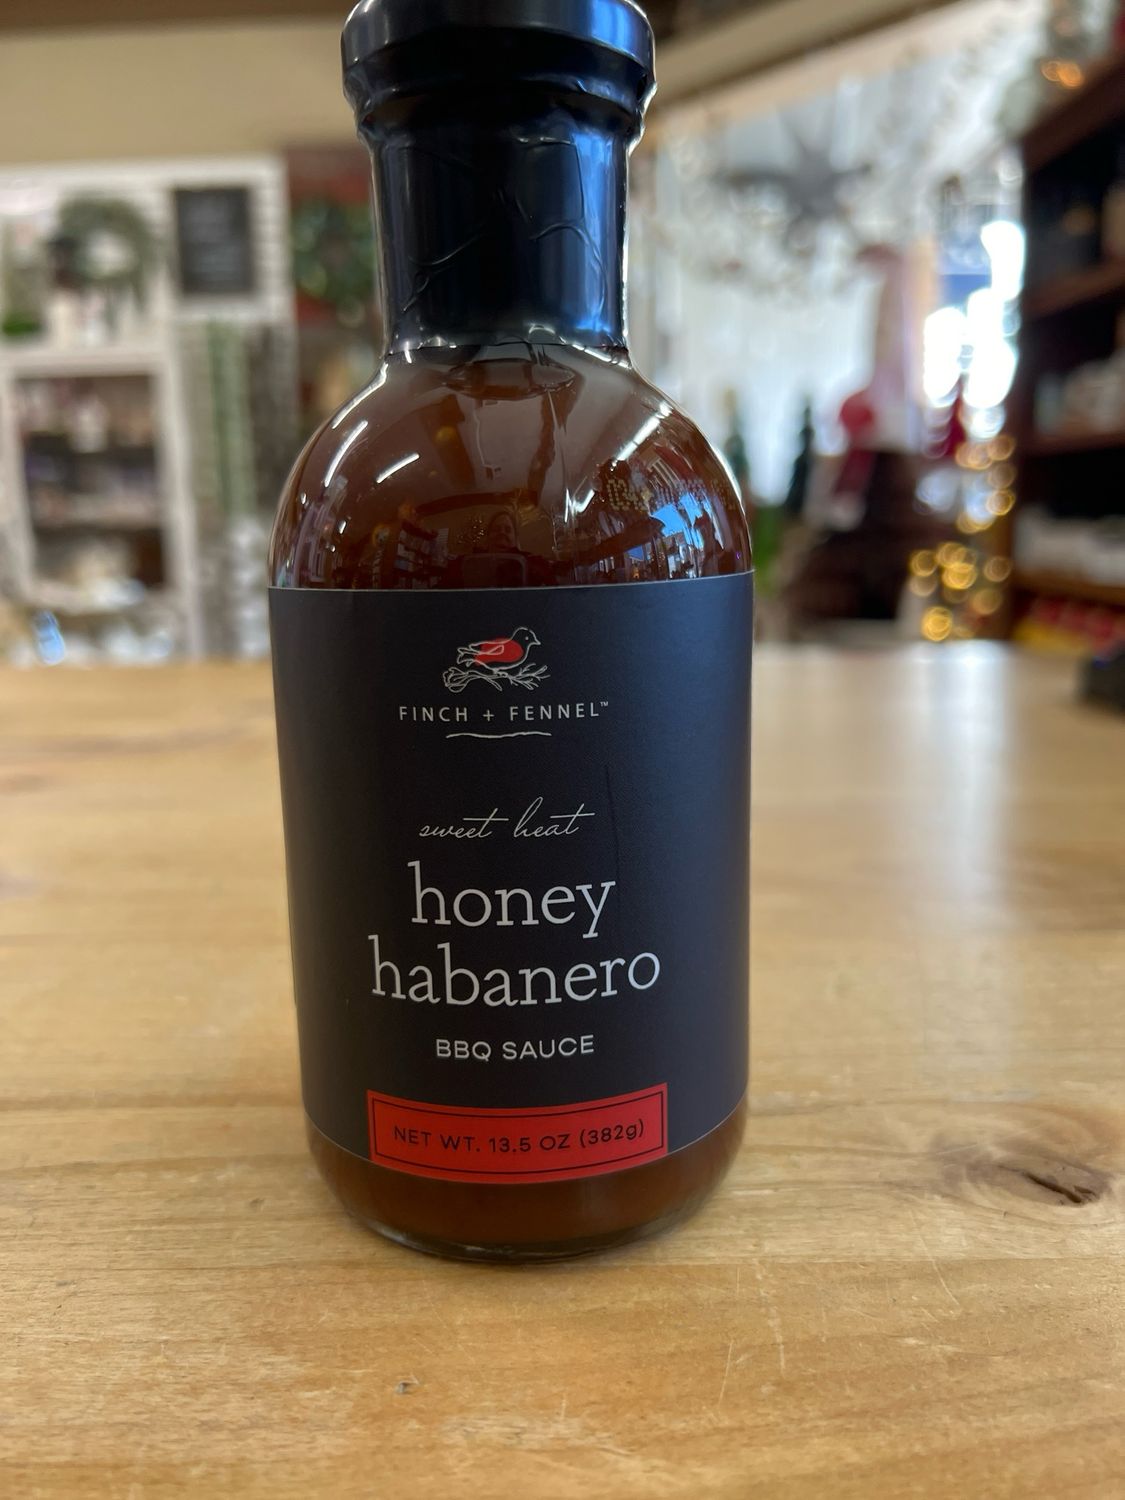 FINCH + FENNEL™
sweet heat
honey
habanero
BBQ SAUCE
NET WT. 13.5 OZ (382g)